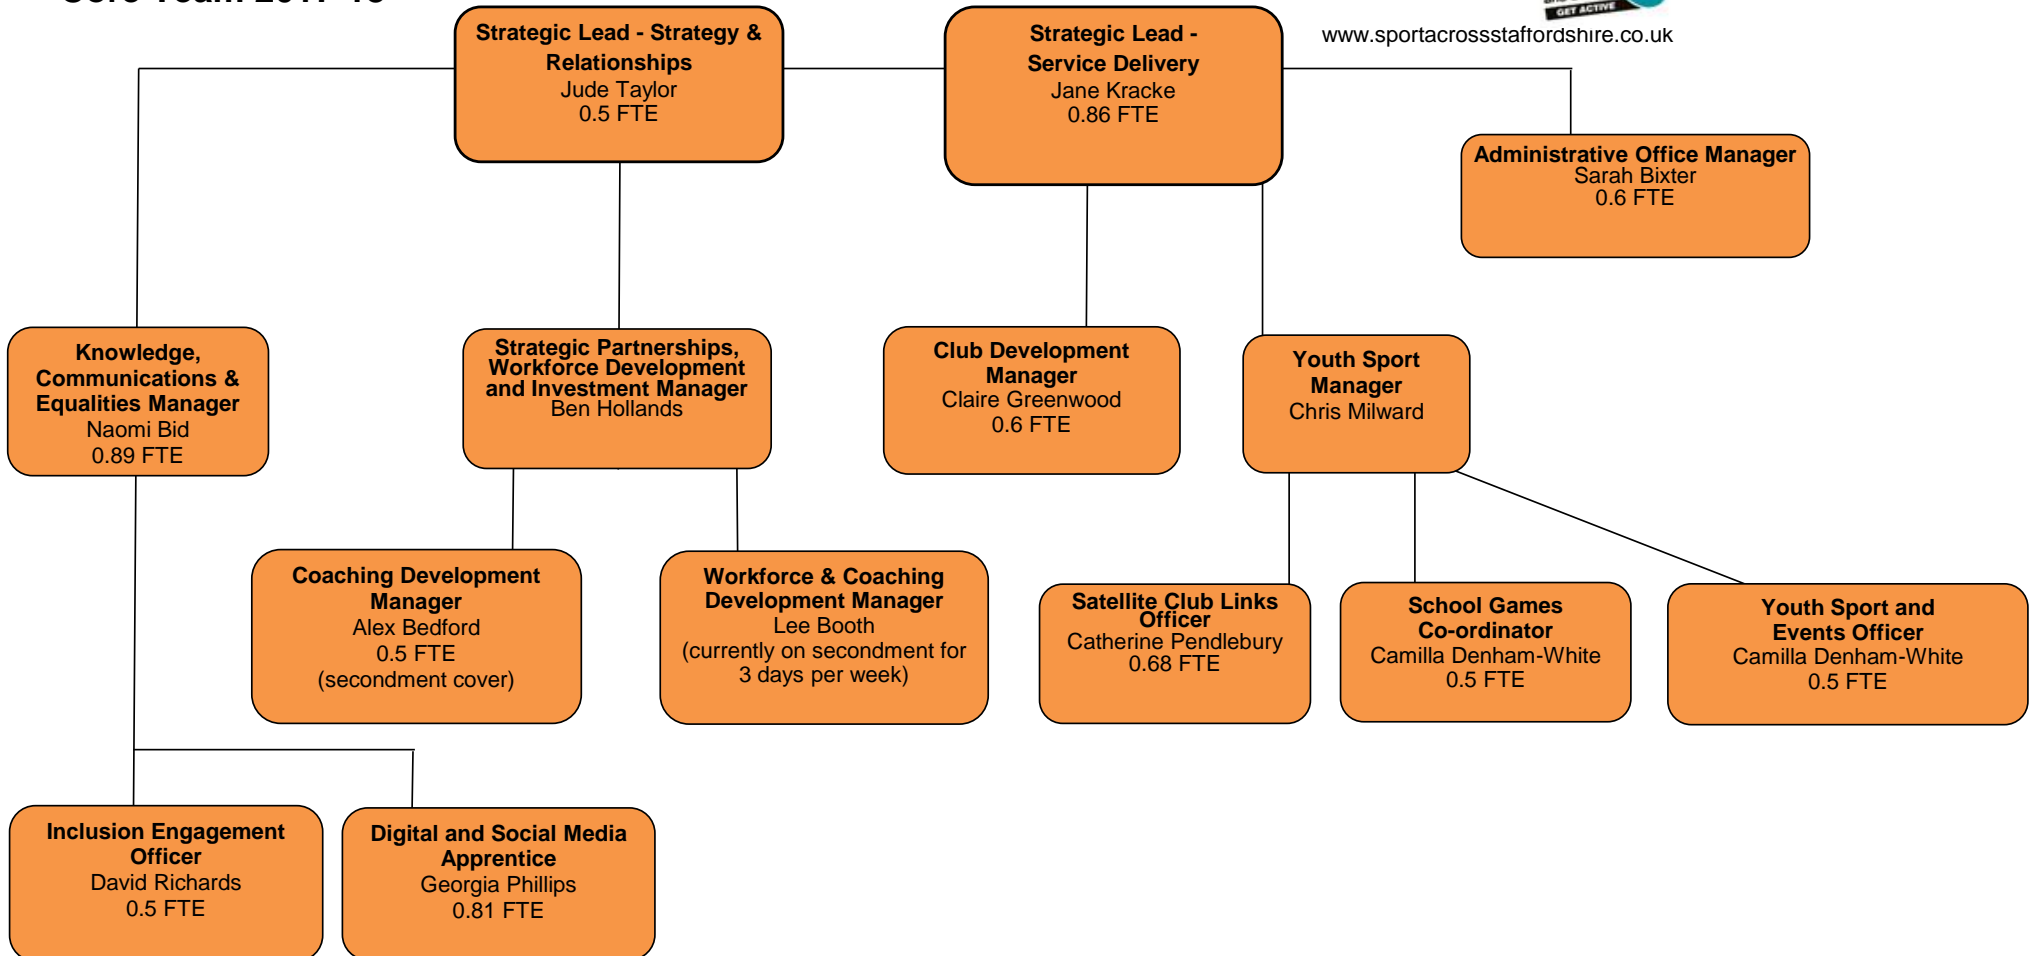 Core Team 2017-18
GET ACTIVE
www.sportacrossstaffordshire.co.uk
Strategic Lead - Strategy &
Relationships
Jude Taylor
0.5 FTE
Strategic Lead -
Service Delivery
Jane Kracke
0.86 FTE
Administrative Office Manager
Sarah Bixter
0.6 FTE
Knowledge,
Communications &
Equalities Manager
Naomi Bid
0.89 FTE
Strategic Partnerships,
Workforce Development
and Investment Manager
Ben Hollands
Club Development
Manager
Claire Greenwood
0.6 FTE
Youth Sport
Manager
Chris Milward
Coaching Development
Manager
Alex Bedford
0.5 FTE
(secondment cover)
Workforce & Coaching
Development Manager
Lee Booth
(currently on secondment for
3 days per week)
Satellite Club Links
Officer
Catherine Pendlebury
0.68 FTE
School Games
Co-ordinator
Camilla Denham-White
0.5 FTE
Youth Sport and
Events Officer
Camilla Denham-White
0.5 FTE
Inclusion Engagement
Officer
David Richards
0.5 FTE
Digital and Social Media
Apprentice
Georgia Phillips
0.81 FTE